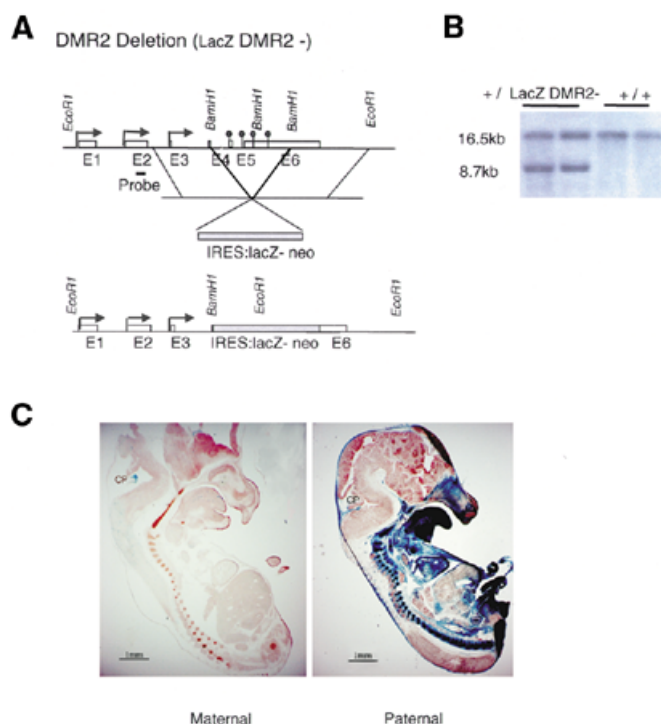 A
DMR2 Deletion (LacZ DMR2 -)
EcoR1 BamH1 BamH1 BamH1 EcoR1
E1 E2 E3 E4 E5 E6
Probe
IRES:lacZ- neo
EcoR1 BamH1 EcoR1 EcoR1
E1 E2 E3 IRES:lacZ- neo E6
B
+ / LacZ DMR2- + / +
16.5kb
8.7kb
C
CP CP
1mm 1mm
Maternal Paternal